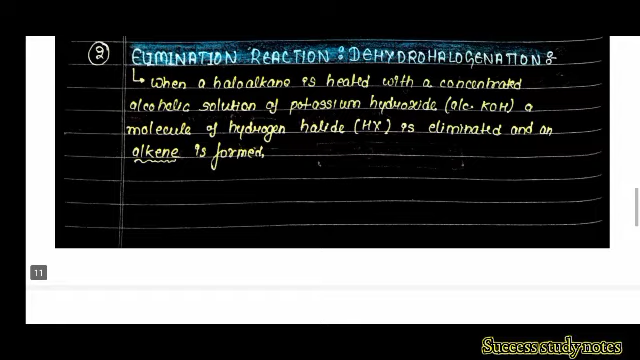 2 ELIMINATION REACTION : DEHYDROHALOGENATION :-
↳ When a haloalkane is heated with a concentrated
alcoholic solution of potassium hydroxide (alc. KOH) a
molecule of hydrogen halide (HX) is eliminated and an
alkene is formed.
11
Success study notes